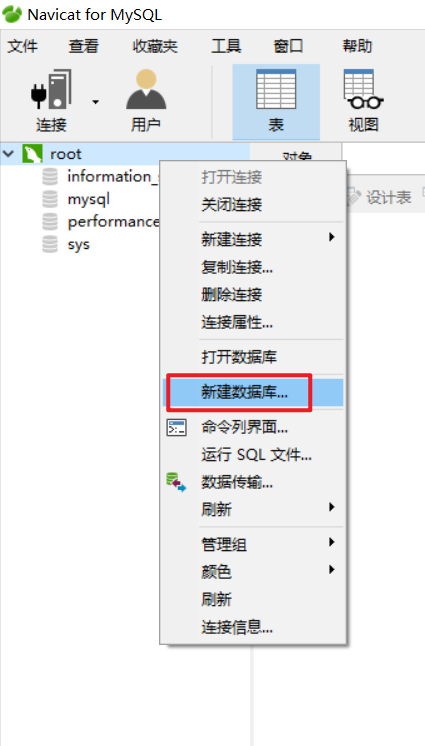 Navicat for MySQL
文件 查看 收藏夹 工具 窗口 帮助
连接 用户 表 视图
root
information_
mysql
performance
sys
对象
设计表
打开连接
关闭连接
新建连接
复制连接...
删除连接
连接属性...
打开数据库
新建数据库...
命令列界面...
运行 SQL 文件...
数据传输...
刷新
管理组
颜色
刷新
连接信息...